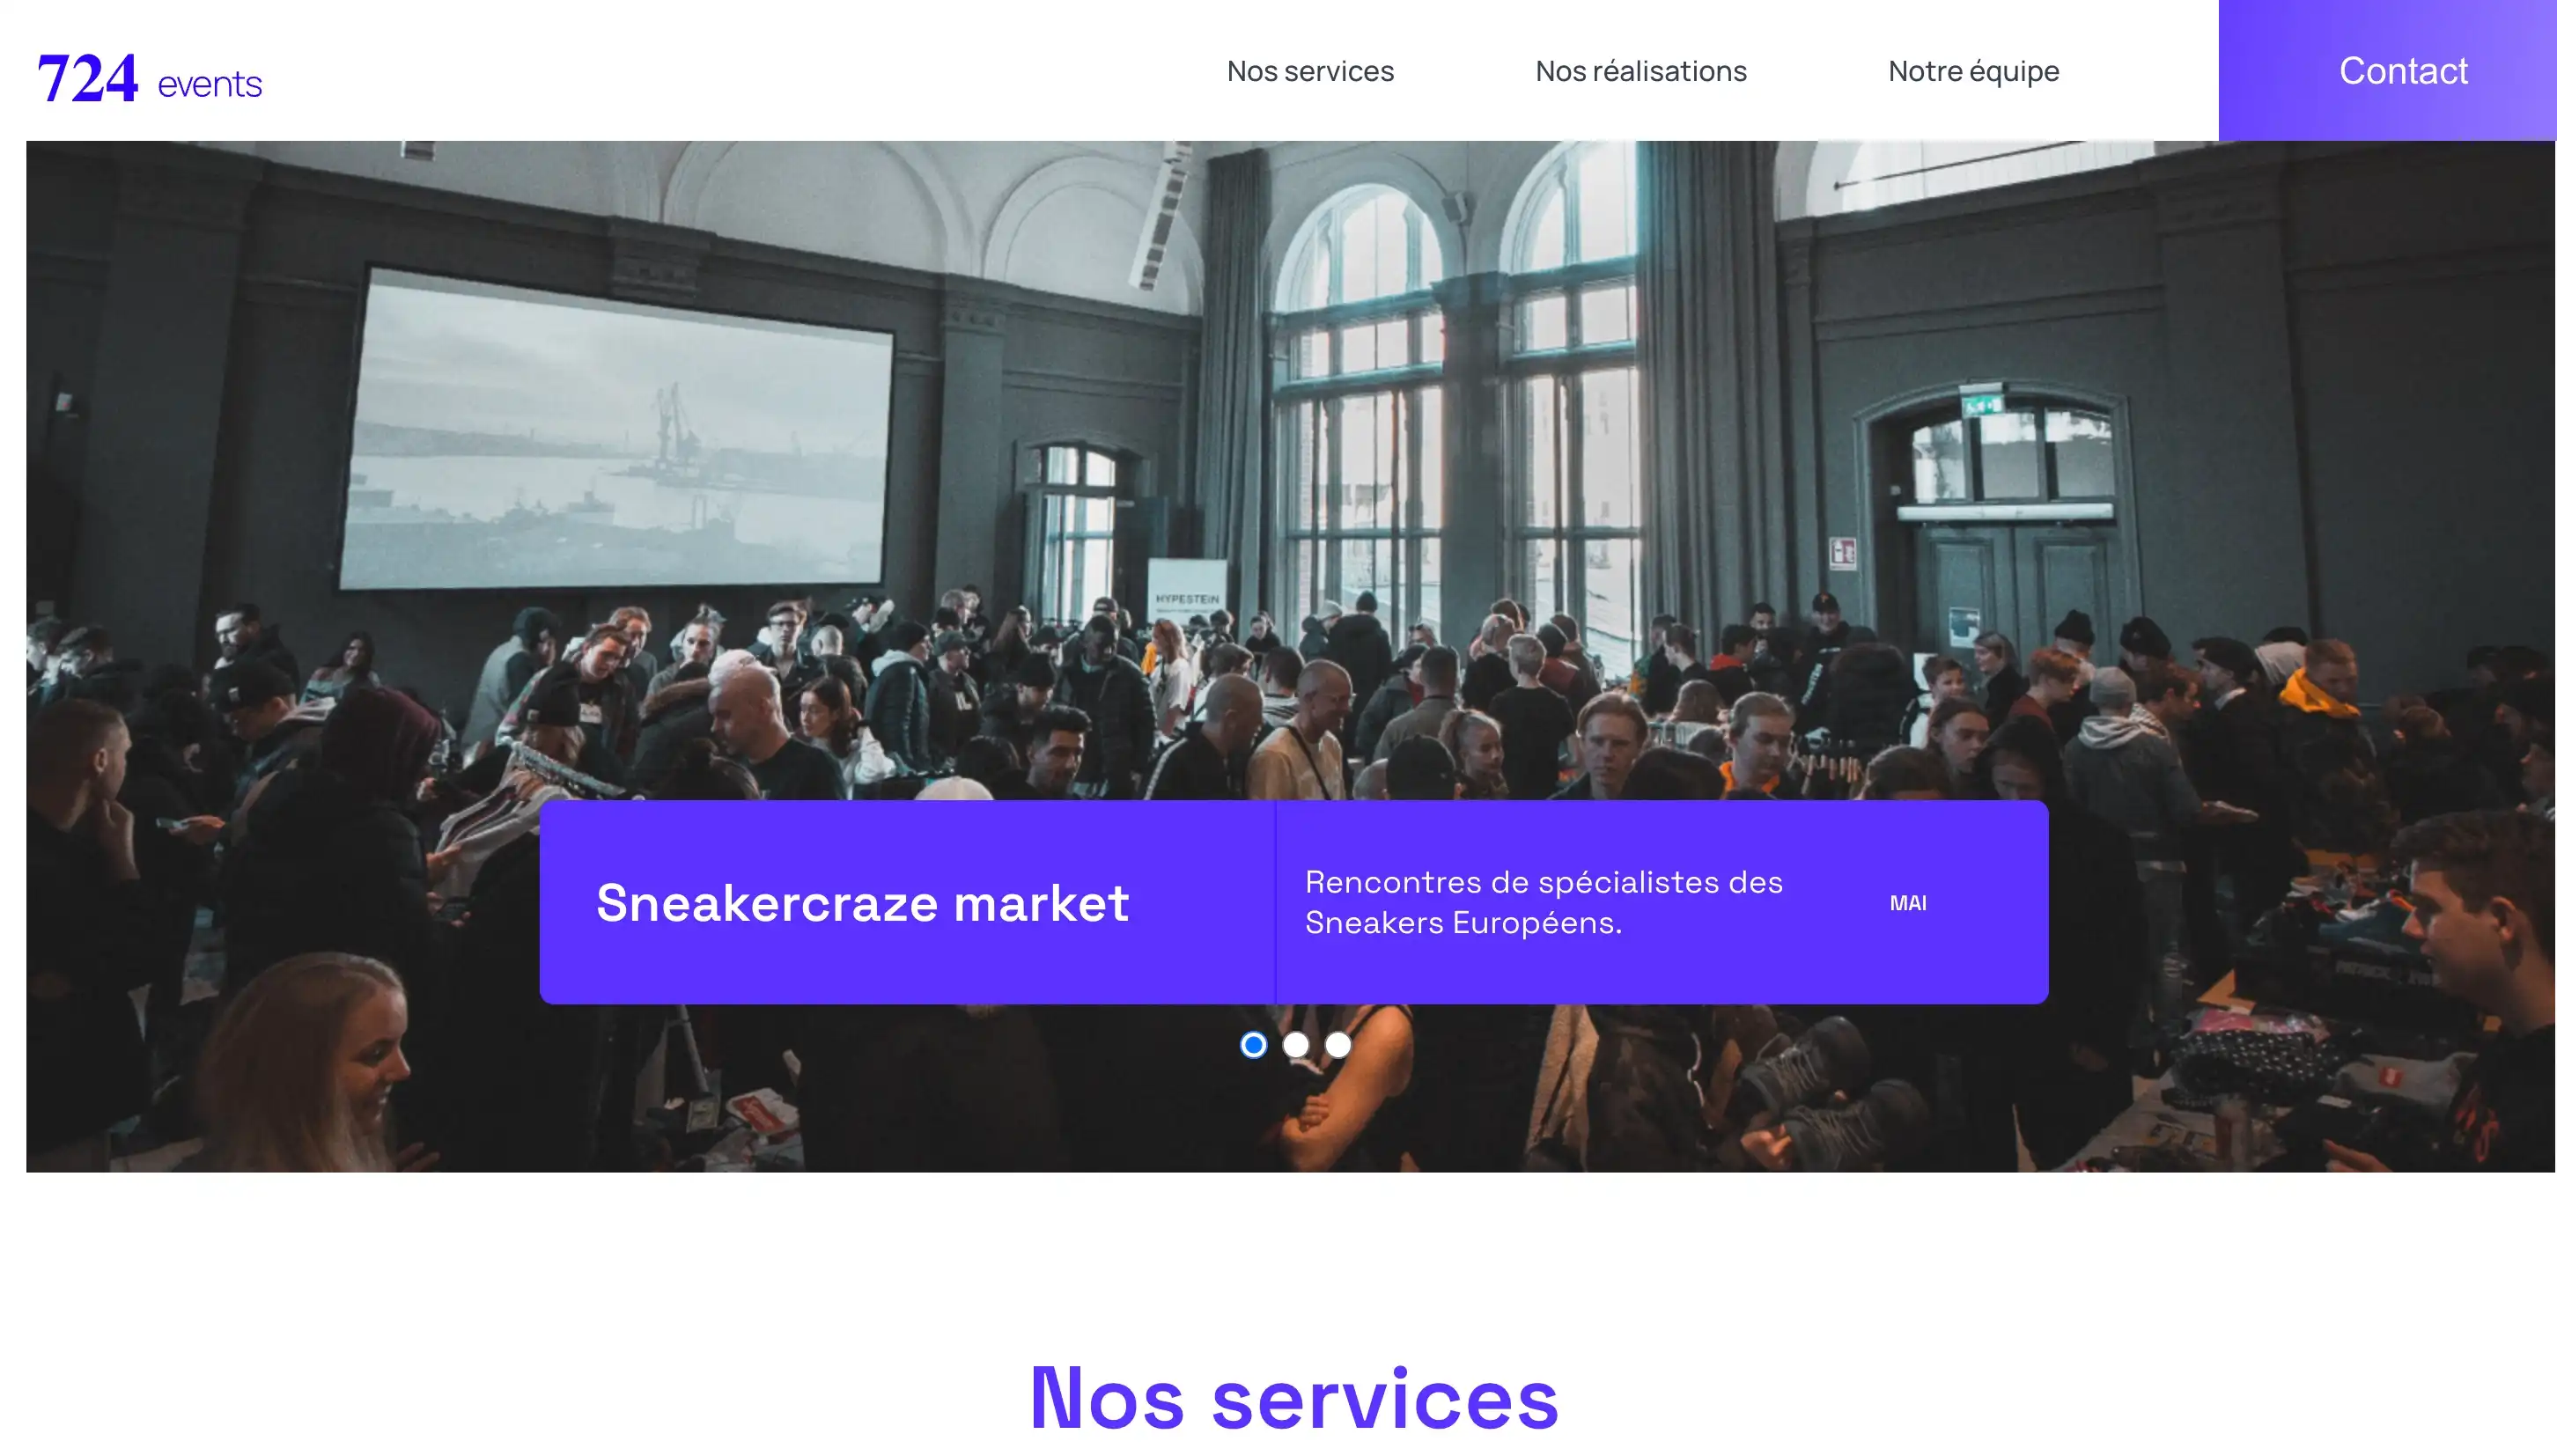 724 events
Nos services
Nos réalisations
Notre équipe
Contact
HYPESTEIN
Sneakercraze market
Rencontres de spécialistes des
Sneakers Européens.
MAI
Nos services